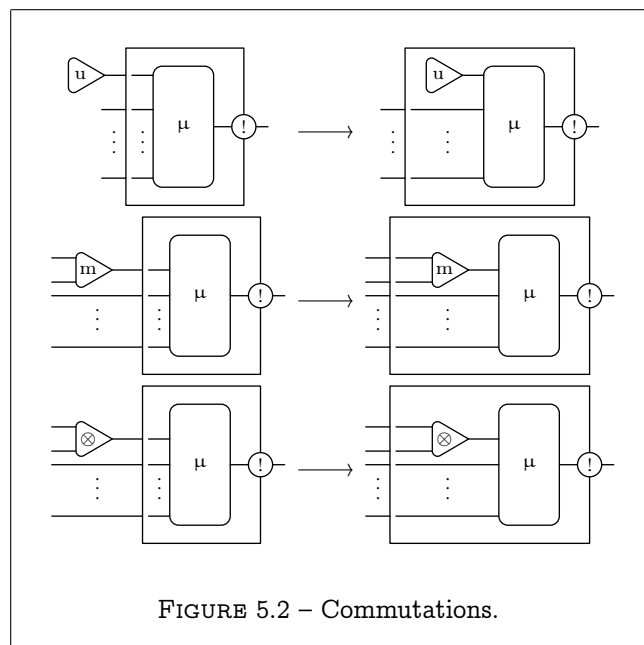 u μ ! ⟶ u μ !
⋮ ⋮ ⋮ ⋮
m μ ! ⟶ m μ !
⋮ ⋮ ⋮ ⋮
⊗ μ ! ⟶ ⊗ μ !
⋮ ⋮ ⋮ ⋮
FIGURE 5.2 – Commutations.